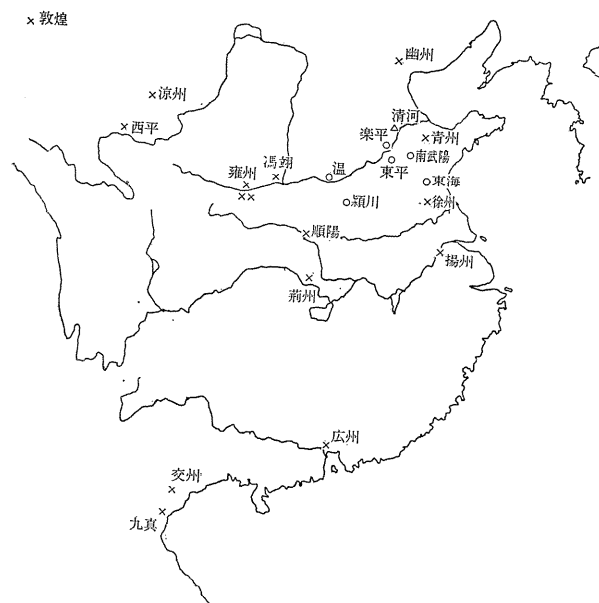 敦煌
幽州
涼州
清河
西平
青州
楽平
南武陽
馮翊
東平
雍州
温
東海
潁川
徐州
順陽
揚州
荊州
広州
交州
九真